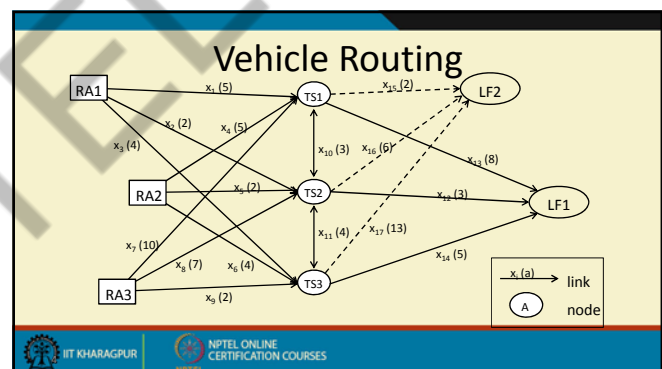 Vehicle Routing
RA1
RA2
RA3
TS1
TS2
TS3
LF2
LF1
x₁ (5)
x₂ (2)
x₃ (4)
x₄ (5)
x₅ (2)
x₆ (4)
x₇ (10)
x₈ (7)
x₉ (2)
x₁₀ (3)
x₁₁ (4)
x₁₂ (3)
x₁₃ (8)
x₁₄ (5)
x₁₅ (2)
x₁₆ (6)
x₁₇ (13)
xᵢ (a)
link
A
node
IIT KHARAGPUR
NPTEL ONLINE
CERTIFICATION COURSES
NPTEL